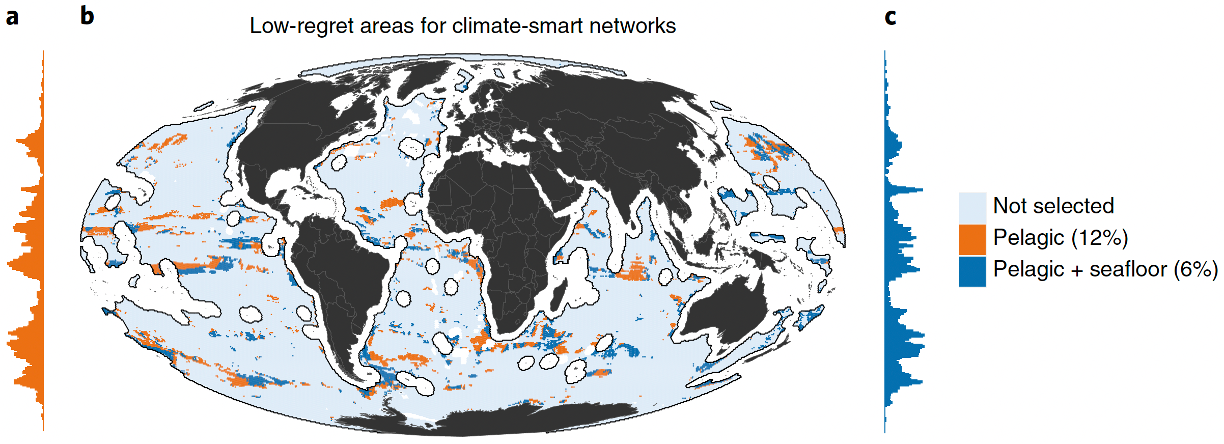 a
b
c
Low-regret areas for climate-smart networks
Not selected
Pelagic (12%)
Pelagic + seafloor (6%)